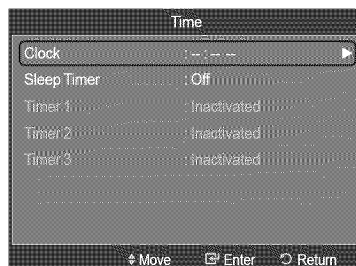 Time
Clock : -- : -- --
Sleep Timer : Off
Timer 1 : Inactivated
Timer 2 : Inactivated
Timer 3 : Inactivated
Move Enter Return